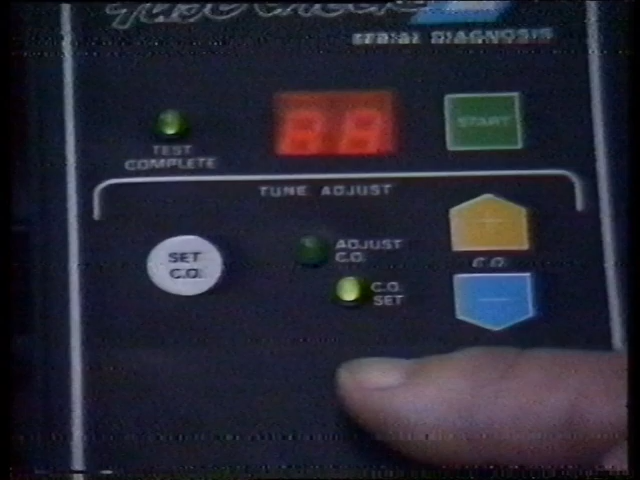 SERIAL DIAGNOSIS
START
TEST
COMPLETE
TUNE ADJUST
SET
C.O.
ADJUST
C.O.
+
C.O.
C.O.
SET
−